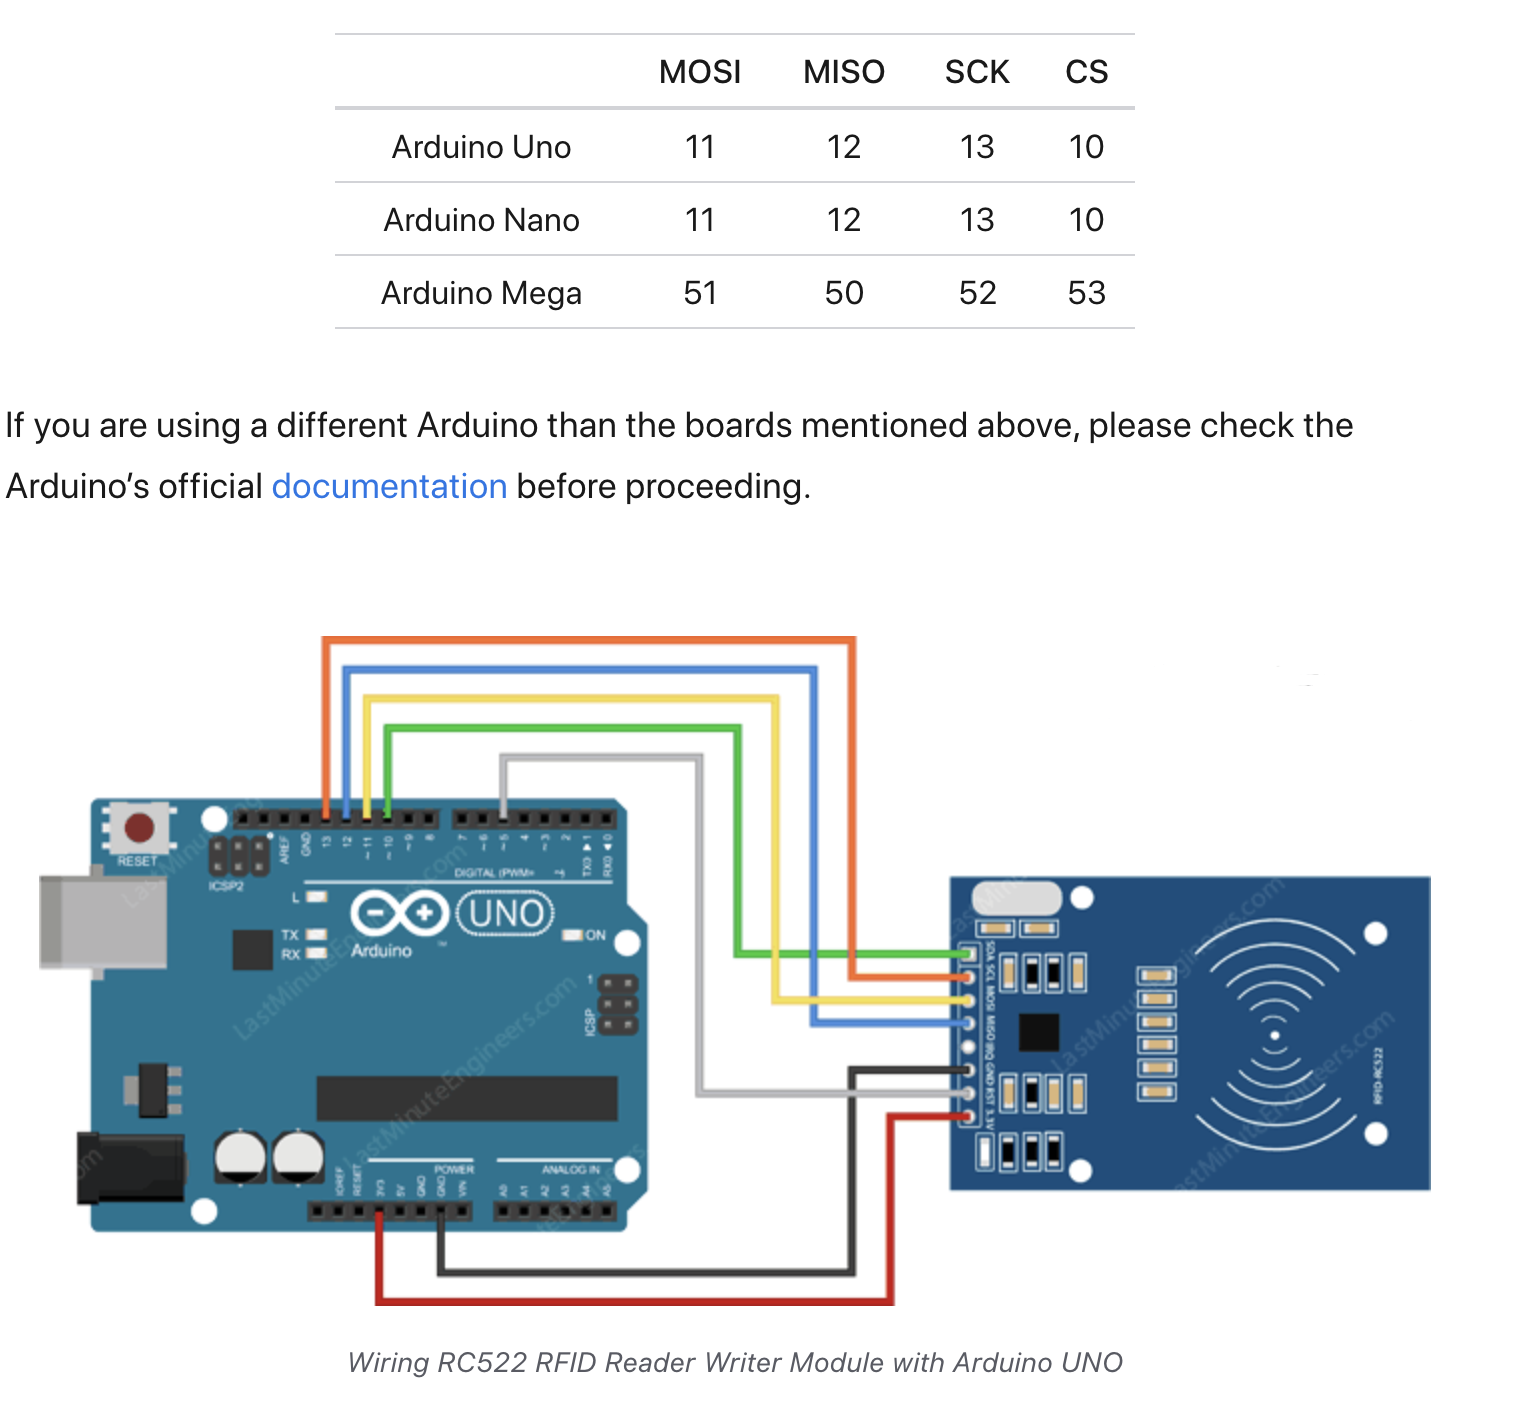 MOSI MISO SCK CS
Arduino Uno 11 12 13 10
Arduino Nano 11 12 13 10
Arduino Mega 51 50 52 53
If you are using a different Arduino than the boards mentioned above, please check the
Arduino’s official documentation before proceeding.
RESET
ICSP2
AREF
GND
13
12
~11
~10
~9
8
7
~6
~5
4
~3
2
TX0▶1
RX0◀0
DIGITAL (PWM=
L
TX
RX
UNO
™
Arduino
ON
1
ICSP
IOREF
RESET
3V3
5V
GND
GND
VIN
POWER
ANALOG IN
A0
A1
A2
A3
A4
A5
SDA SCL MOSI MISO IRQ GND RST 3.3V
RFID-RC522
LastMinuteEngineers.com
Wiring RC522 RFID Reader Writer Module with Arduino UNO